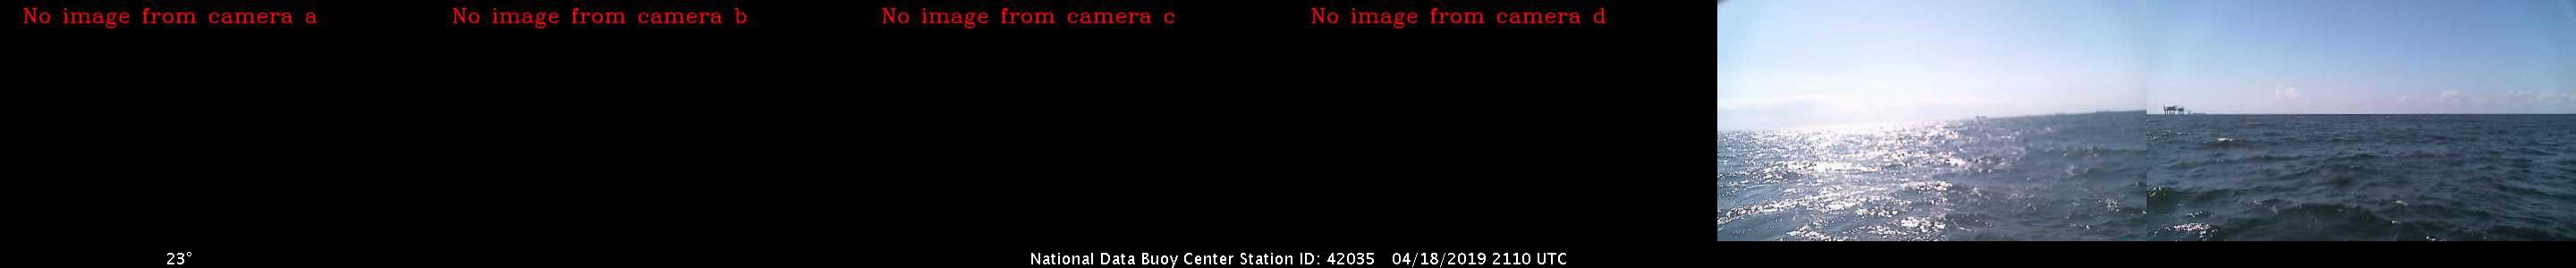 No image from camera a
No image from camera b
No image from camera c
No image from camera d
23°
National Data Buoy Center Station ID: 42035 04/18/2019 2110 UTC